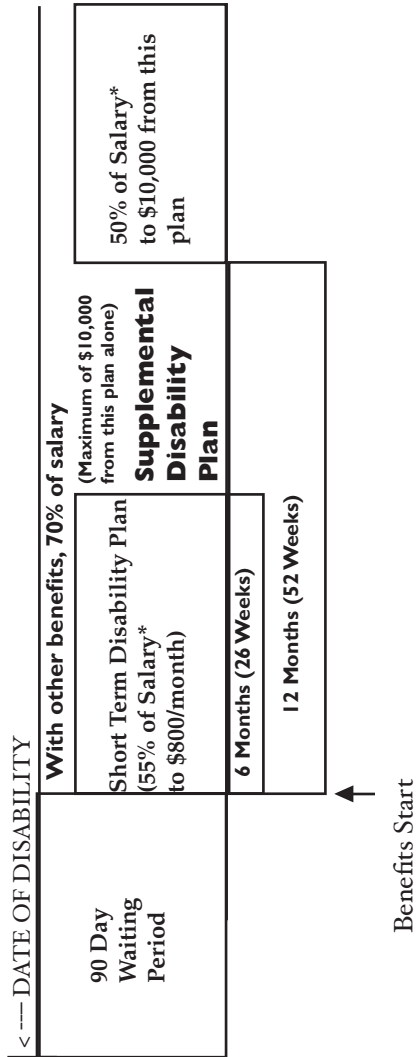 < ---- DATE OF DISABILITY
90 Day
Waiting
Period
With other benefits, 70% of salary
Short Term Disability Plan
(55% of Salary*
to $800/month)
(Maximum of $10,000
from this plan alone)
Supplemental
Disability
Plan
50% of Salary*
to $10,000 from this
plan
6 Months (26 Weeks)
12 Months (52 Weeks)
Benefits Start